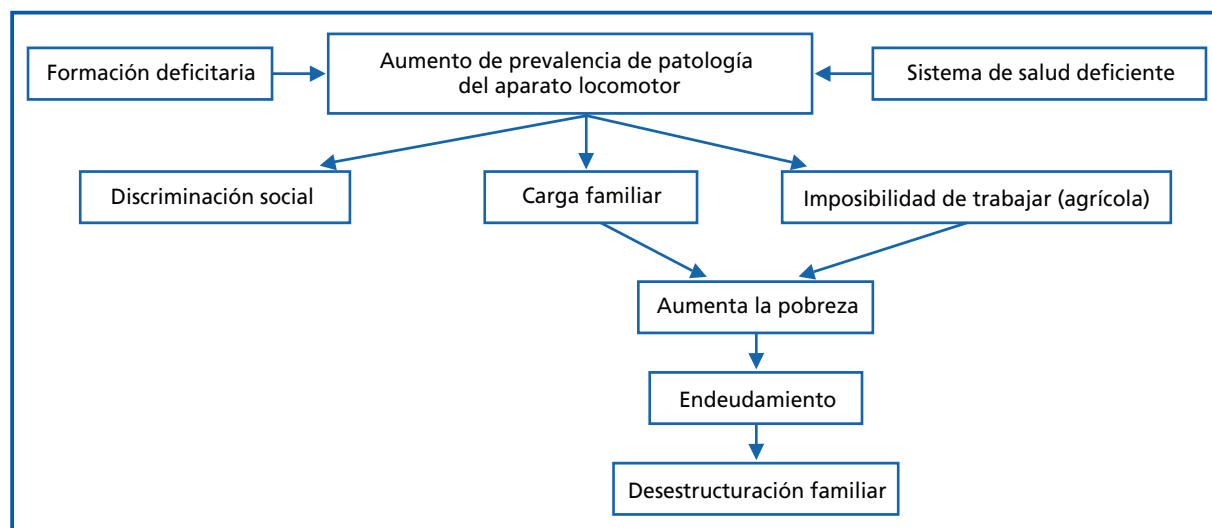 Formación deficitaria
Aumento de prevalencia de patología
del aparato locomotor
Sistema de salud deficiente
Discriminación social
Carga familiar
Imposibilidad de trabajar (agrícola)
Aumenta la pobreza
Endeudamiento
Desestructuración familiar